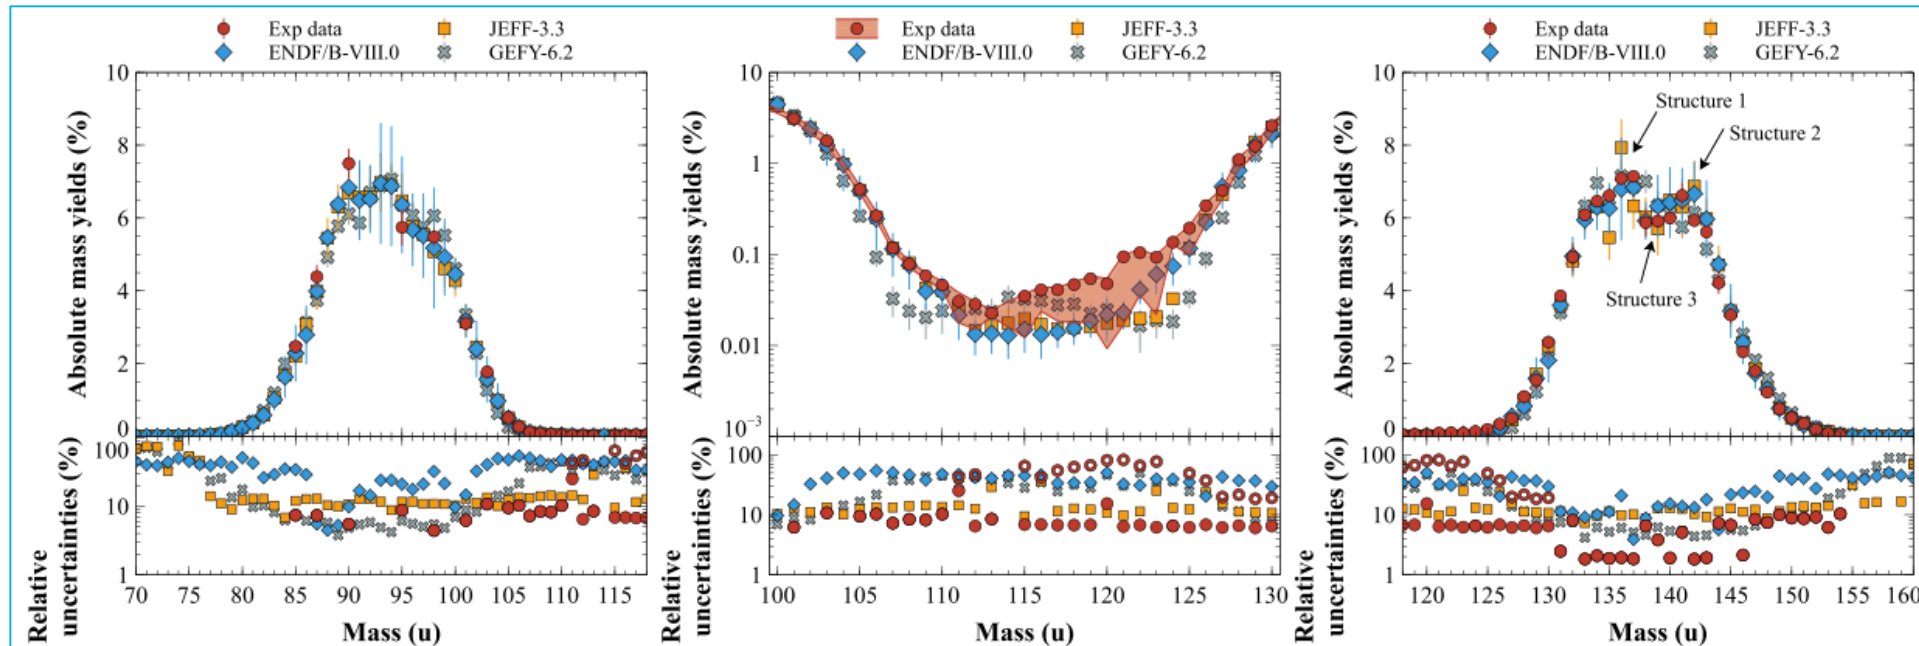 Exp data JEFF-3.3
ENDF/B-VIII.0 GEFY-6.2
Absolute mass yields (%)
10
8
6
4
2
0
Relative
uncertainties (%)
100
10
1
70 75 80 85 90 95 100 105 110 115
Mass (u)
Exp data JEFF-3.3
ENDF/B-VIII.0 GEFY-6.2
Absolute mass yields (%)
10
1
0.1
0.01
10⁻³
Relative
uncertainties (%)
100
10
1
100 105 110 115 120 125 130
Mass (u)
Exp data JEFF-3.3
ENDF/B-VIII.0 GEFY-6.2
Absolute mass yields (%)
10
8
6
4
2
0
Structure 1
Structure 2
Structure 3
Relative
uncertainties (%)
100
10
1
120 125 130 135 140 145 150 155 160
Mass (u)